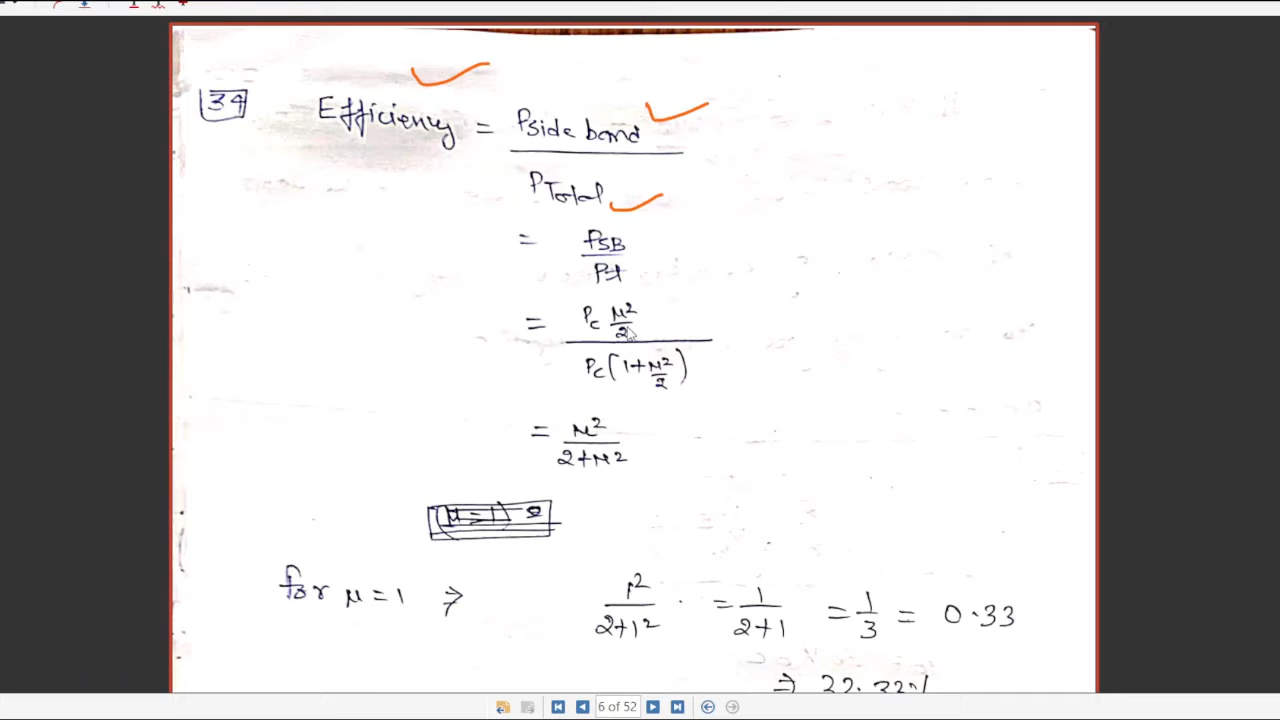 34
Efficiency = Pside band
PTotal
= PSB
Pt
= Pc μ²/2
Pc(1+μ²/2)
= μ²
2+μ²
for μ=1 ⇒ 1²/2+1² = 1/2+1 = 1/3 = 0.33
6 of 52